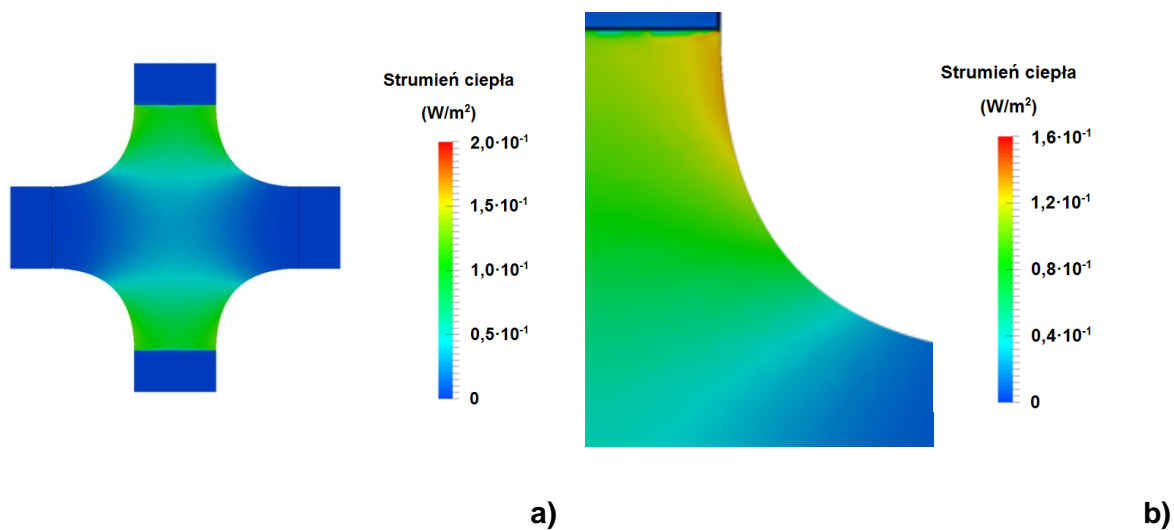 Strumień ciepła
(W/m²)
2,0·10⁻¹
1,5·10⁻¹
1,0·10⁻¹
0,5·10⁻¹
0
a)
Strumień ciepła
(W/m²)
1,6·10⁻¹
1,2·10⁻¹
0,8·10⁻¹
0,4·10⁻¹
0
b)